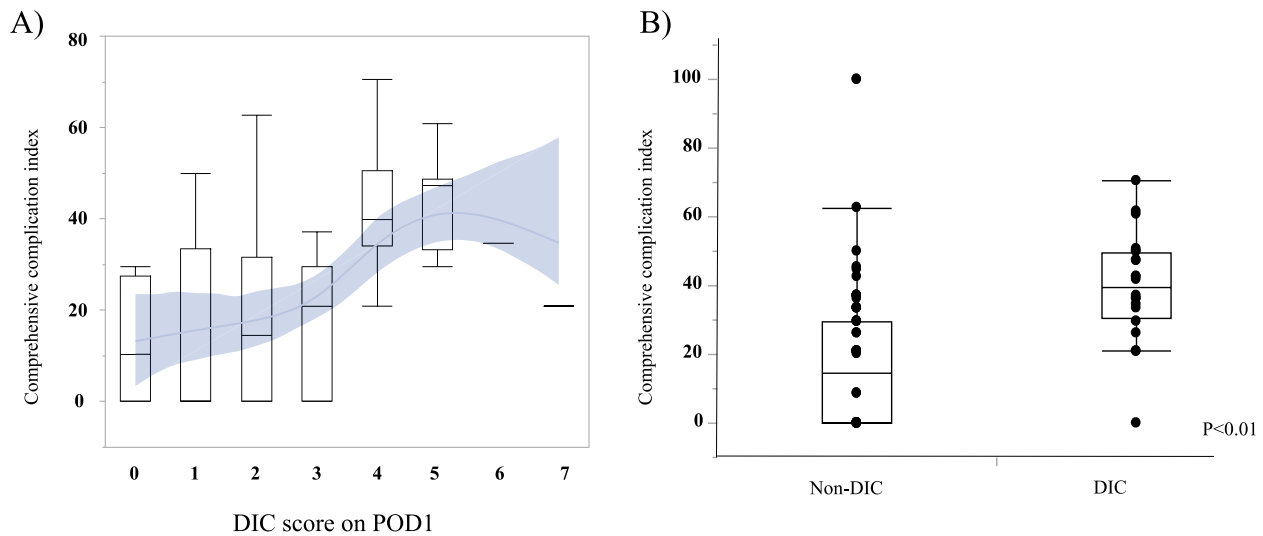 A)
Comprehensive complication index
80
60
40
20
0
0 1 2 3 4 5 6 7
DIC score on POD1
B)
Comprehensive complication index
100
80
60
40
20
0
P<0.01
Non-DIC DIC